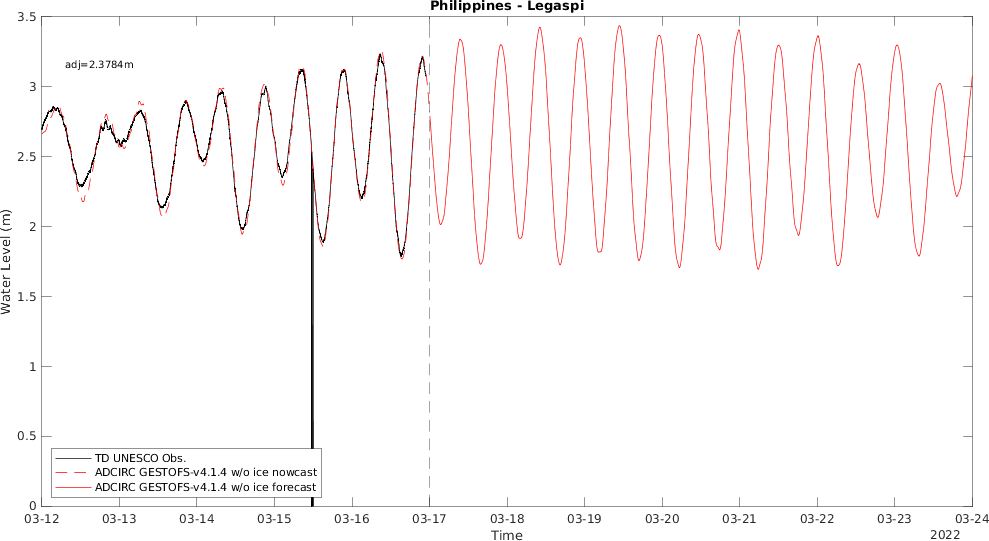 Philippines - Legaspi
3.5
adj=2.3784m
3
2.5
2
Water Level (m)
1.5
1
0.5
TD UNESCO Obs.
ADCIRC GESTOFS-v4.1.4 w/o ice nowcast
ADCIRC GESTOFS-v4.1.4 w/o ice forecast
0
03-12 03-13 03-14 03-15 03-16 03-17 03-18 03-19 03-20 03-21 03-22 03-23 03-24
Time
2022